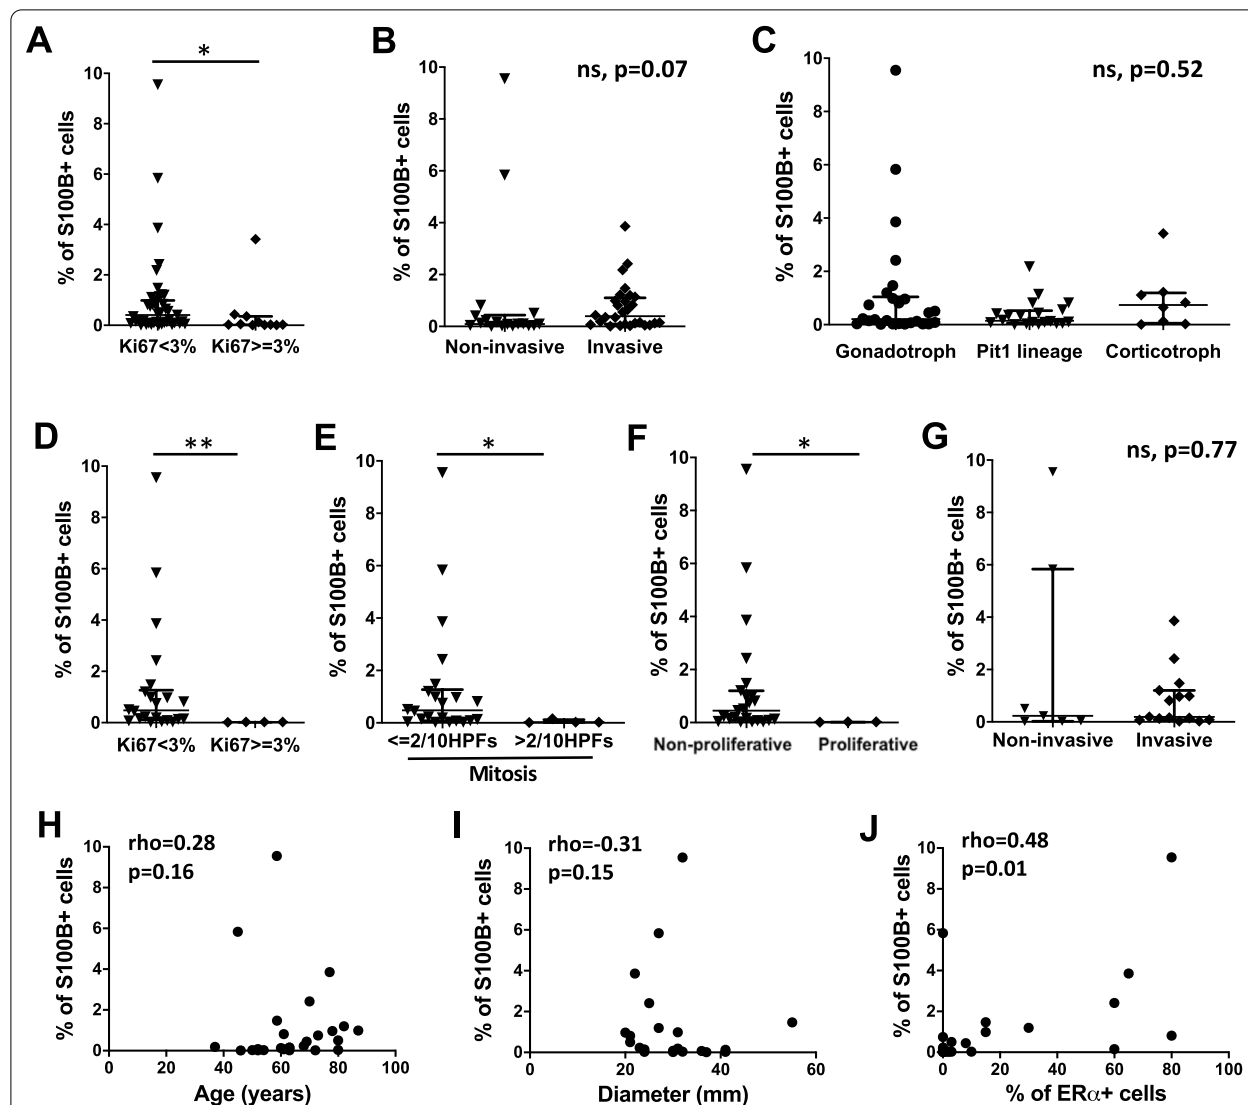 A
*
% of S100B+ cells
10
8
6
4
2
0
Ki67<3% Ki67>=3%
B
ns, p=0.07
% of S100B+ cells
10
8
6
4
2
0
Non-invasive Invasive
C
ns, p=0.52
% of S100B+ cells
10
8
6
4
2
0
Gonadotroph Pit1 lineage Corticotroph
D
**
% of S100B+ cells
10
8
6
4
2
0
Ki67<3% Ki67>=3%
E
*
% of S100B+ cells
10
8
6
4
2
0
<=2/10HPFs >2/10HPFs
Mitosis
F
*
% of S100B+ cells
10
8
6
4
2
0
Non-proliferative Proliferative
G
ns, p=0.77
% of S100B+ cells
10
8
6
4
2
0
Non-invasive Invasive
H
rho=0.28
p=0.16
% of S100B+ cells
10
8
6
4
2
0
0 20 40 60 80 100
Age (years)
I
rho=-0.31
p=0.15
% of S100B+ cells
10
8
6
4
2
0
0 20 40 60
Diameter (mm)
J
rho=0.48
p=0.01
% of S100B+ cells
10
8
6
4
2
0
0 20 40 60 80 100
% of ERα+ cells